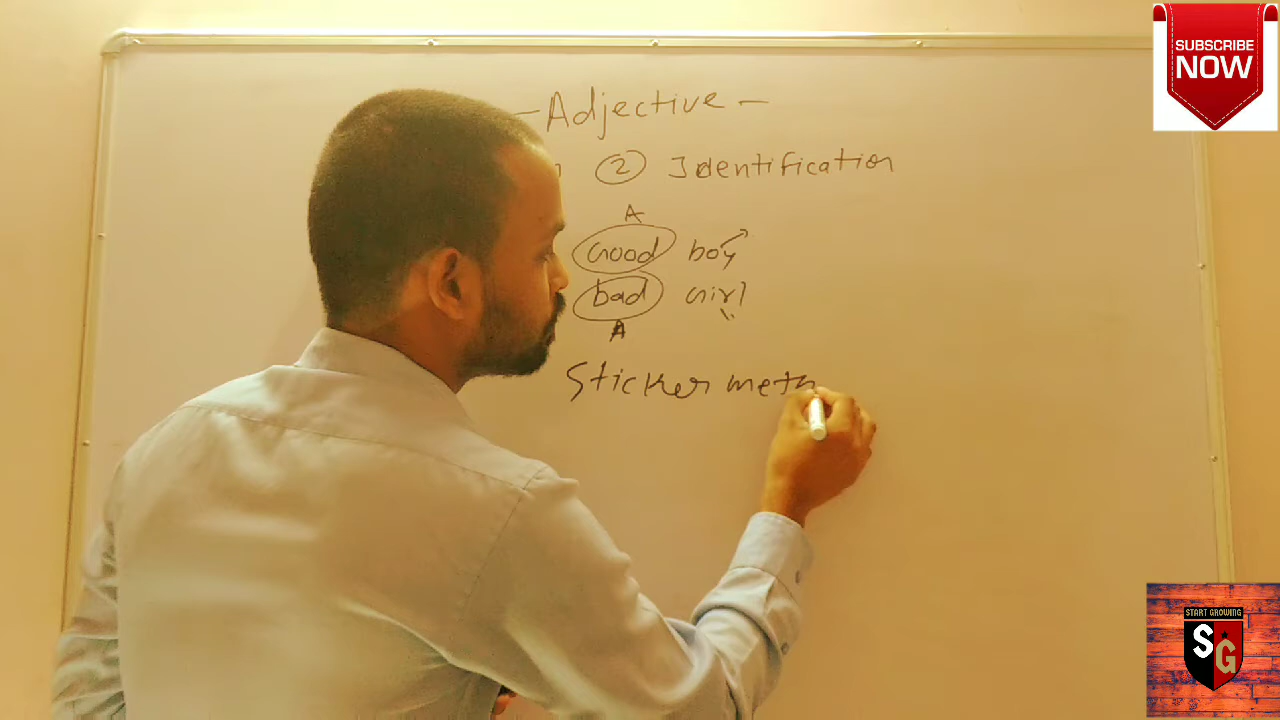 SUBSCRIBE
NOW
- Adjective -
② Identification
A
Good boy
bad Girl
A
Sticker meth
START GROWING
SG